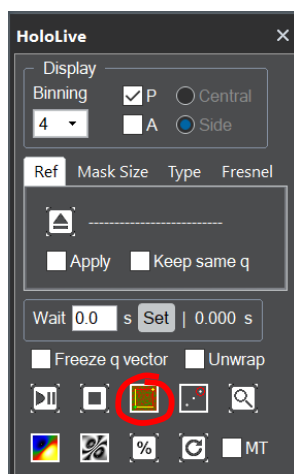 HoloLive
Display
Binning P Central
4 A Side
Ref Mask Size Type Fresnel
---------------------------
Apply Keep same q
Wait 0.0 s Set | 0.000 s
Freeze q vector Unwrap
% % C MT